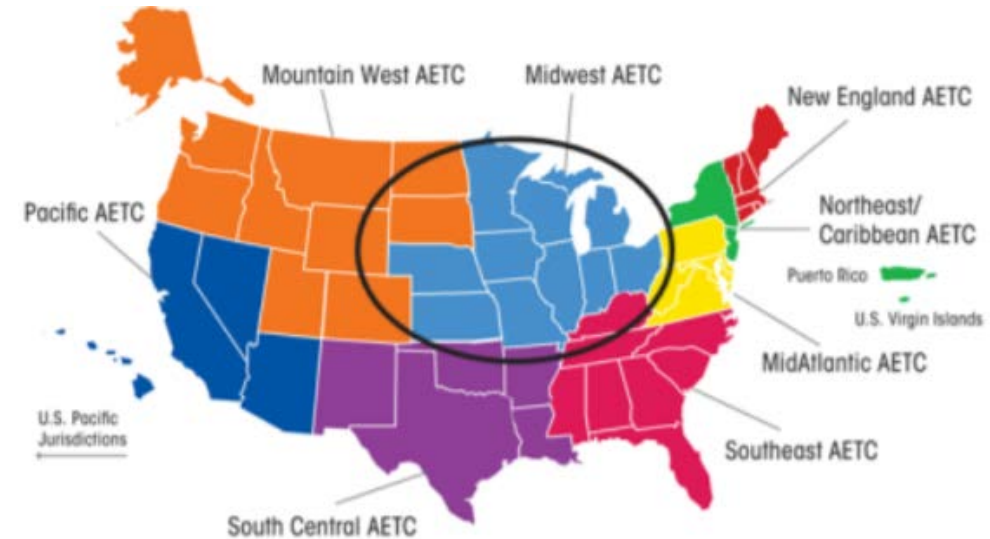 Mountain West AETC
Midwest AETC
New England AETC
Pacific AETC
Northeast/
Caribbean AETC
Puerto Rico
U.S. Virgin Islands
MidAtlantic AETC
U.S. Pacific
Jurisdictions
Southeast AETC
South Central AETC